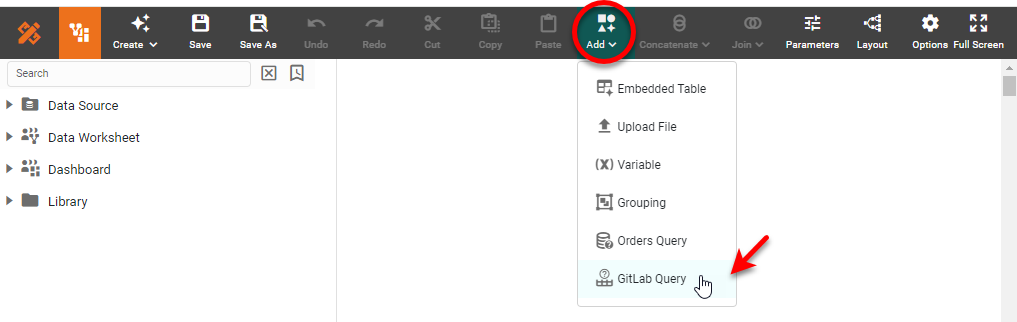 Create Save Save As Undo Redo Cut Copy Paste Add Concatenate Join Parameters Layout Options Full Screen
Search
Data Source
Data Worksheet
Dashboard
Library
Embedded Table
Upload File
(x) Variable
Grouping
Orders Query
GitLab Query